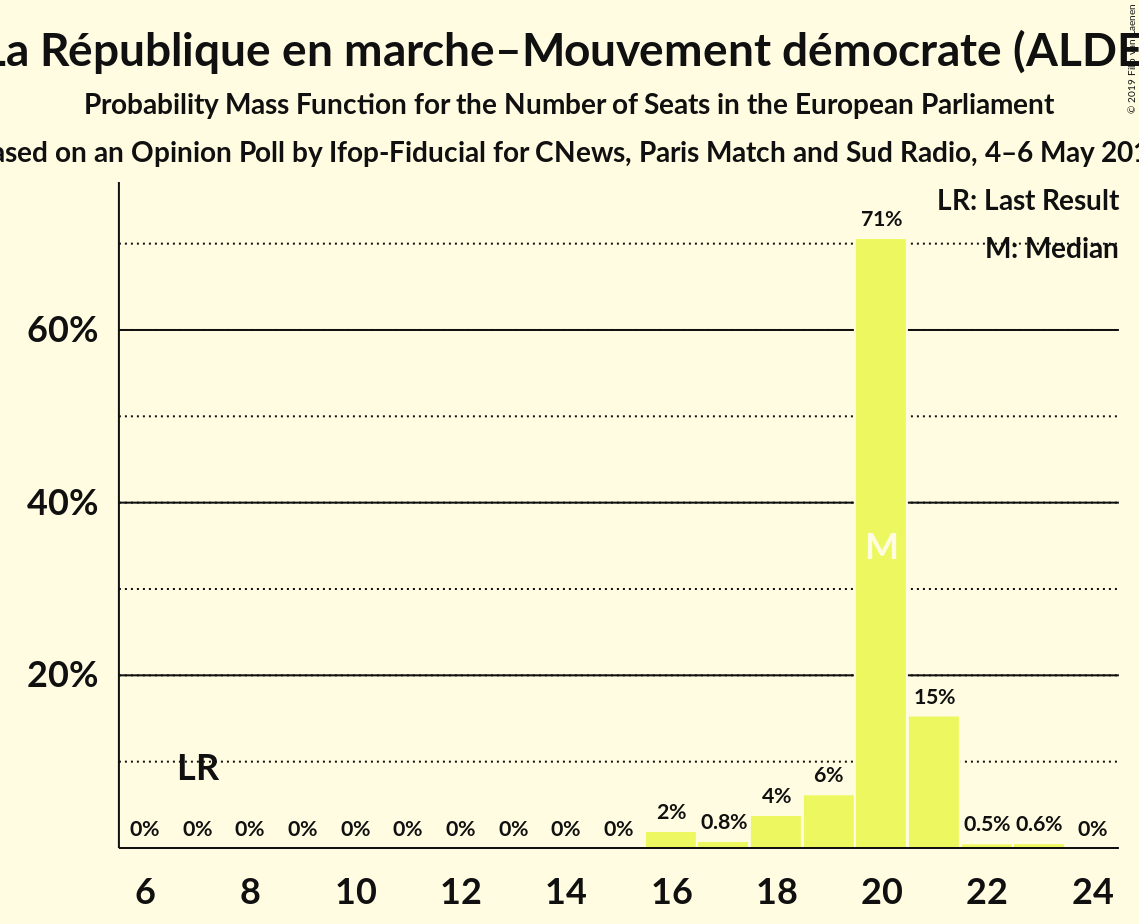 La République en marche–Mouvement démocrate (ALDE
Probability Mass Function for the Number of Seats in the European Parliament
ased on an Opinion Poll by Ifop-Fiducial for CNews, Paris Match and Sud Radio, 4–6 May 201
© 2019
LR: Last Result
M: Median
71%
60%
40%
M
20%
15%
LR
6%
4%
2%
0.8%
0.5%
0.6%
0%
0% 0% 0% 0% 0% 0% 0% 0% 0% 0%
6 8 10 12 14 16 18 20 22 24